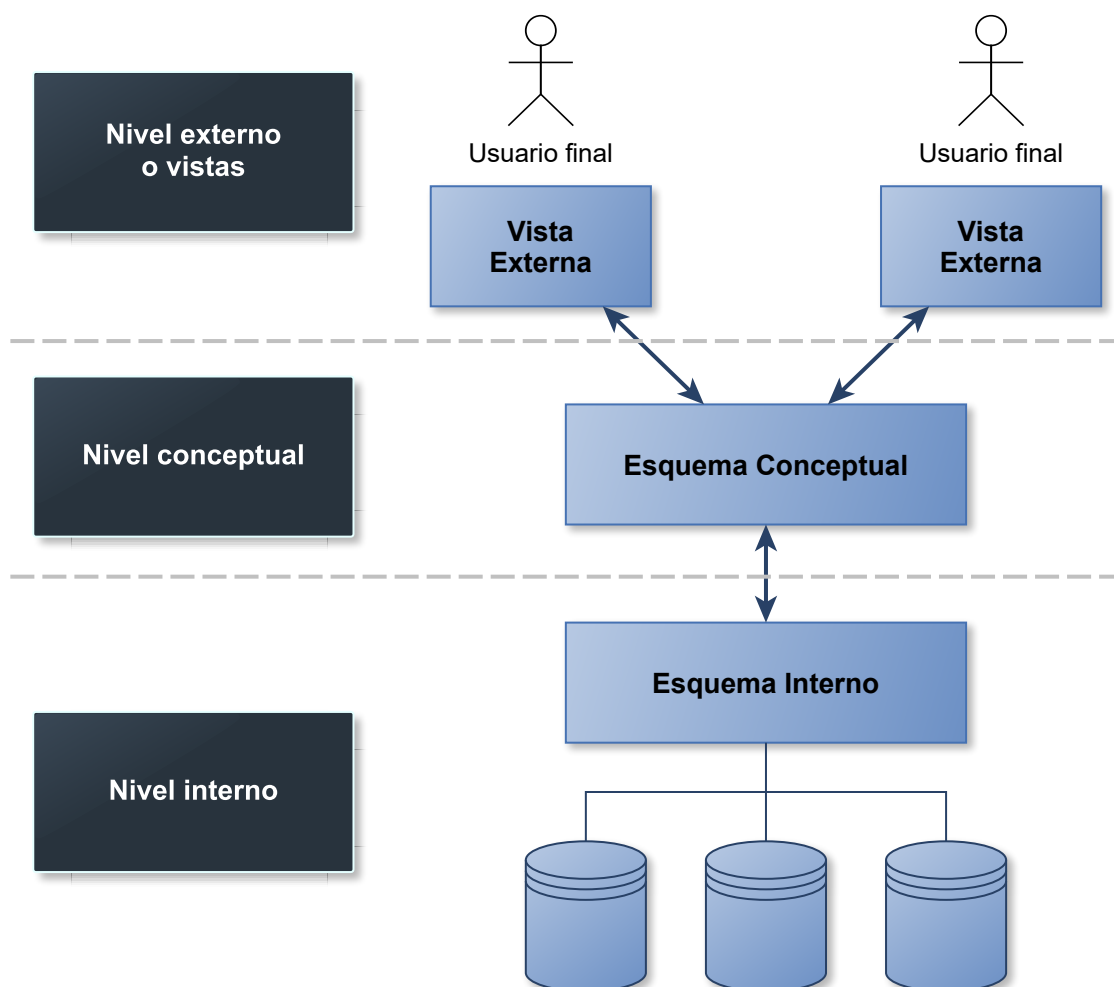 Nivel externo
o vistas
Usuario final
Usuario final
Vista
Externa
Vista
Externa
Nivel conceptual
Esquema Conceptual
Esquema Interno
Nivel interno